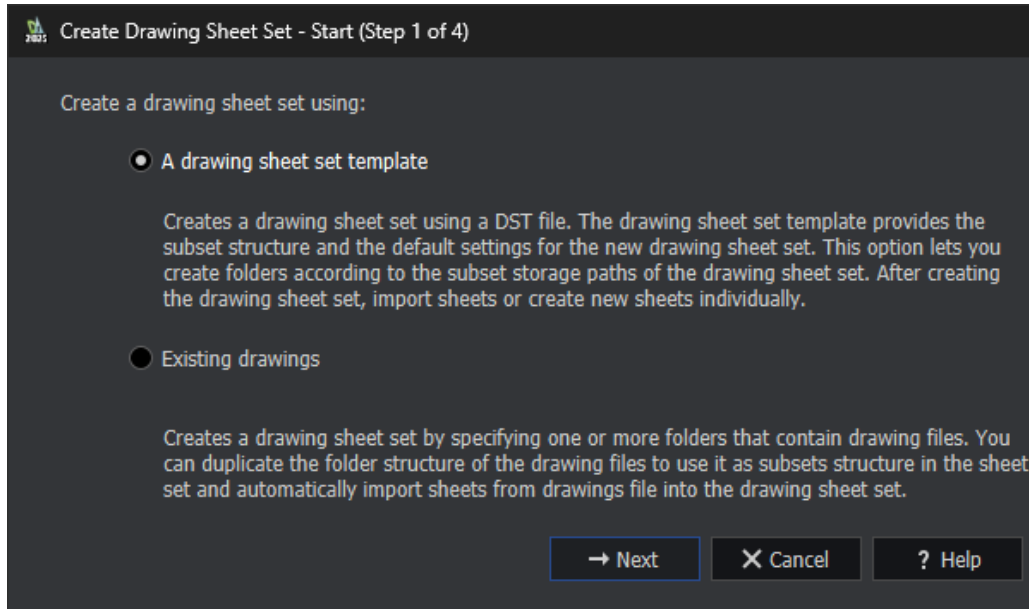 2025
Create Drawing Sheet Set - Start (Step 1 of 4)
Create a drawing sheet set using:
A drawing sheet set template
Creates a drawing sheet set using a DST file. The drawing sheet set template provides the
subset structure and the default settings for the new drawing sheet set. This option lets you
create folders according to the subset storage paths of the drawing sheet set. After creating
the drawing sheet set, import sheets or create new sheets individually.
Existing drawings
Creates a drawing sheet set by specifying one or more folders that contain drawing files. You
can duplicate the folder structure of the drawing files to use it as subsets structure in the sheet
set and automatically import sheets from drawings file into the drawing sheet set.
→ Next
X Cancel
? Help